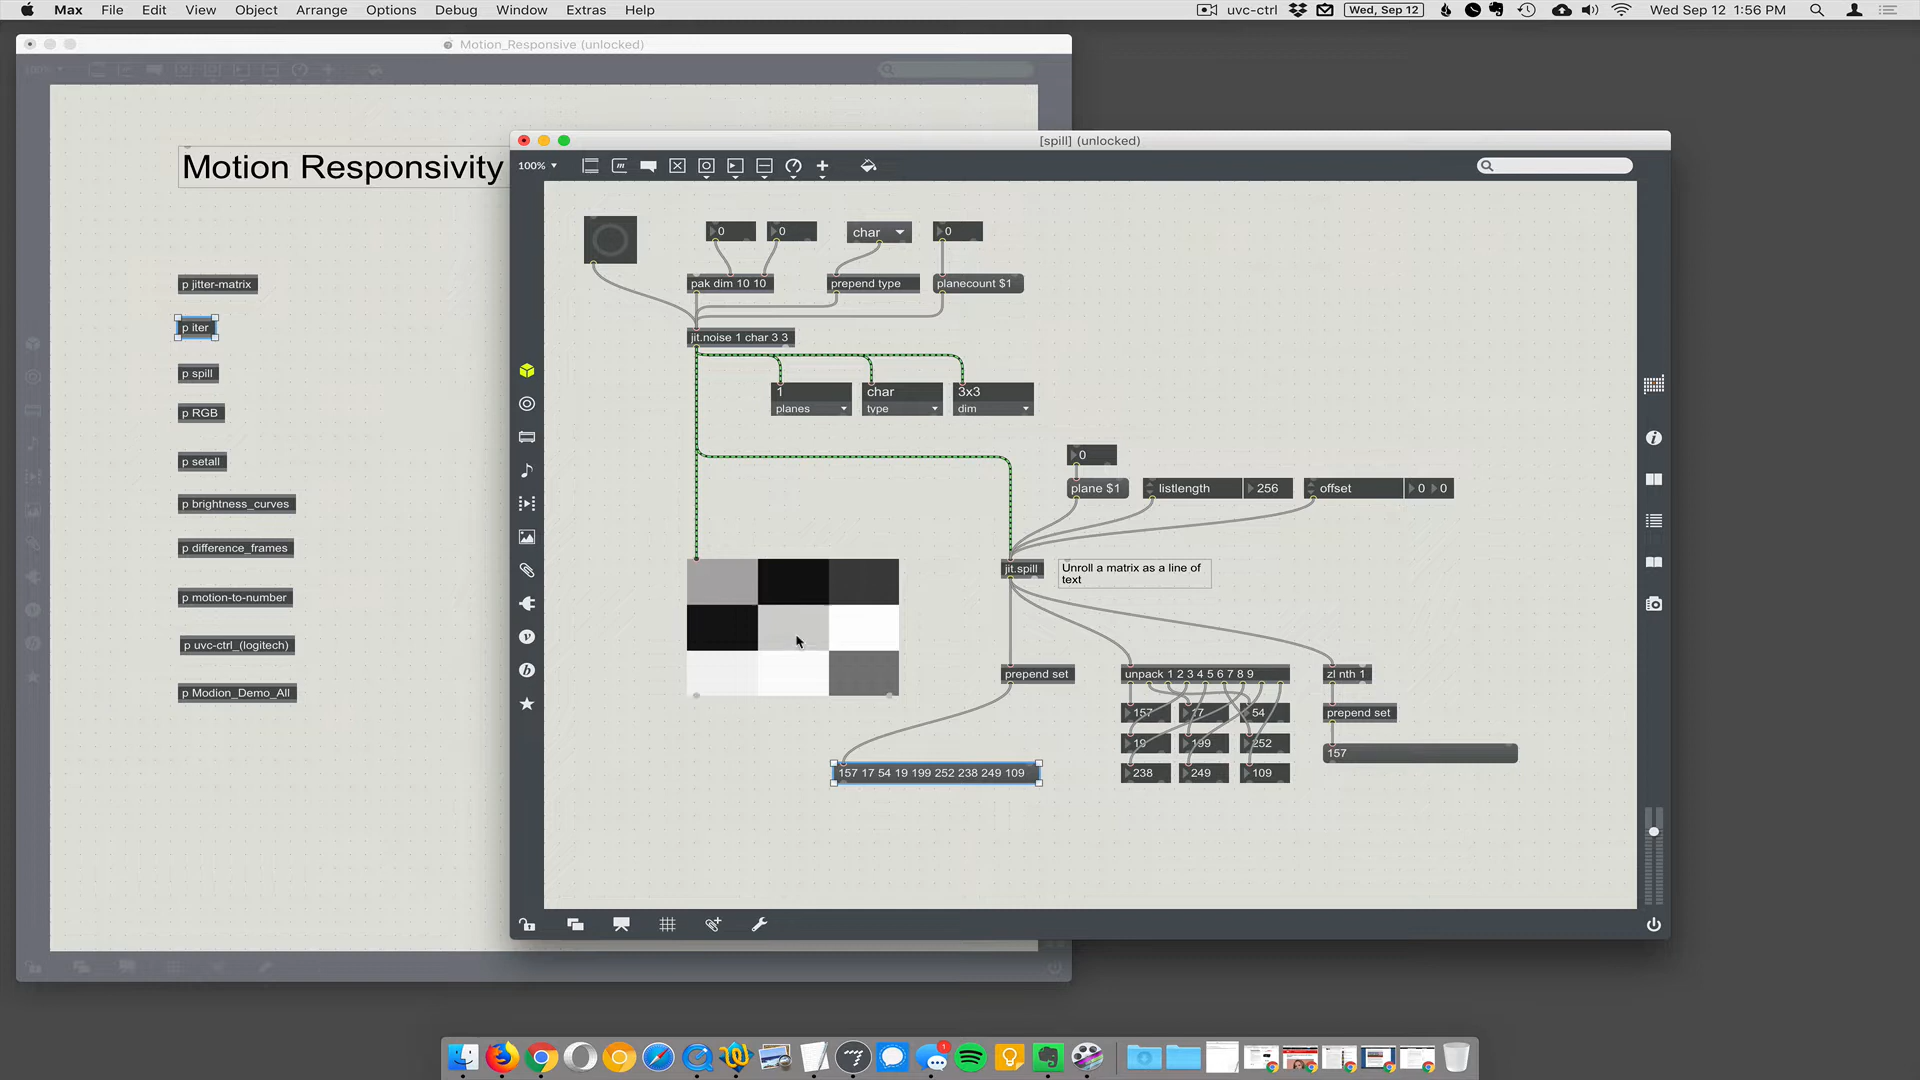 Max File Edit View Object Arrange Options Debug Window Extras Help
uvc-ctrl Wed, Sep 12 Wed Sep 12 1:56 PM
Motion_Responsive (unlocked)
100%
Motion Responsivity
p jitter-matrix
p iter
p spill
p RGB
p setall
p brightness_curves
p difference_frames
p motion-to-number
p uvc-ctrl_(logitech)
p Modion_Demo_All
[spill] (unlocked)
100%
0 0 char 0
pak dim 10 10 prepend type planecount $1
jit.noise 1 char 3 3
1 char 3x3
planes type dim
0
plane $1 listlength 256 offset 0 0
jit.spill
Unroll a matrix as a line of
text
prepend set unpack 1 2 3 4 5 6 7 8 9 zl nth 1
157 17 54 prepend set
19 199 252 157
157 17 54 19 199 252 238 249 109
238 249 109
1